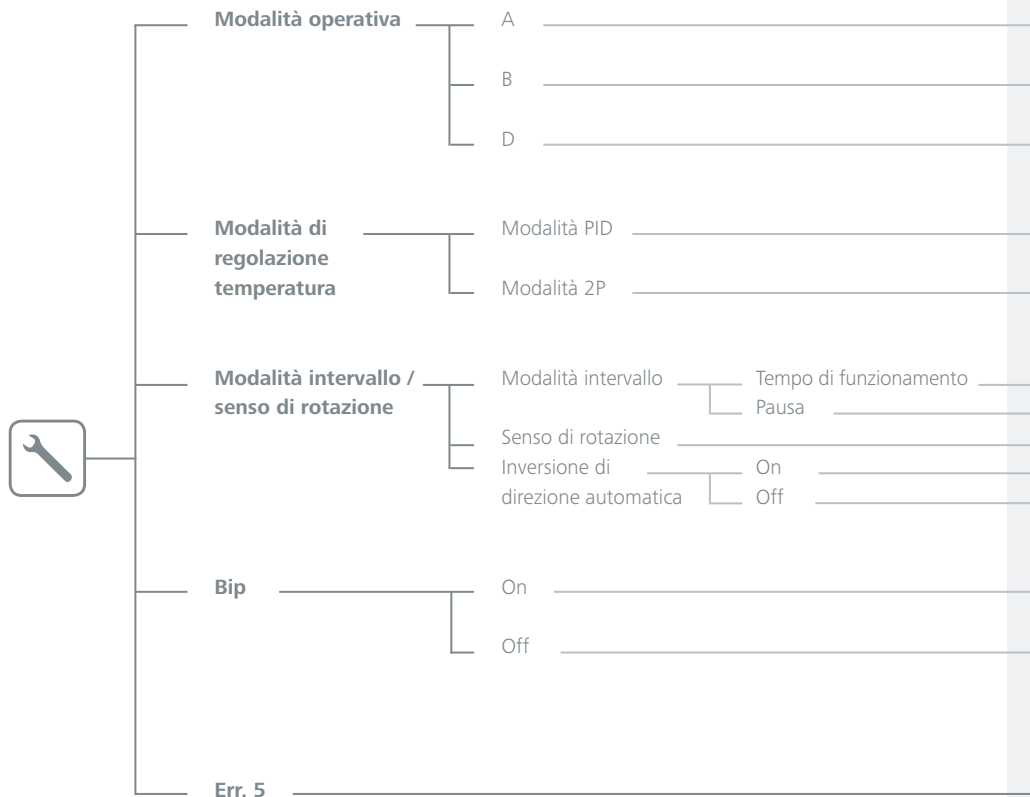 Modalità operativa A
B
D
Modalità di Modalità PID
regolazione
temperatura Modalità 2P
Modalità intervallo / Modalità intervallo Tempo di funzionamento
senso di rotazione Pausa
Senso di rotazione
Inversione di On
direzione automatica Off
Bip On
Off
Err. 5